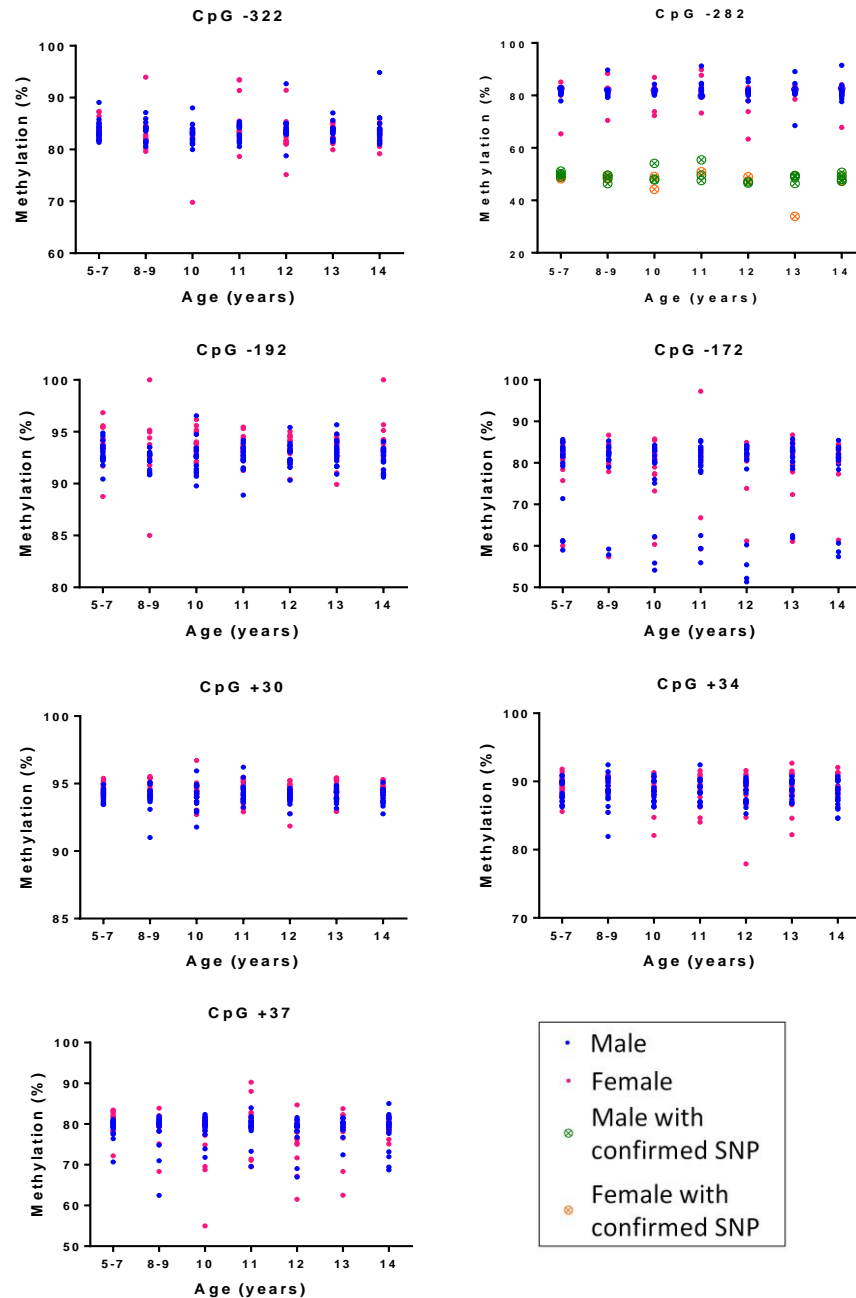 CpG -322
CpG -282
Methylation (%)
100
90
80
70
60
5-7 8-9 10 11 12 13 14
Age (years)
Methylation (%)
100
80
60
40
20
5-7 8-9 10 11 12 13 14
Age (years)
CpG -192
CpG -172
Methylation (%)
100
95
90
85
80
5-7 8-9 10 11 12 13 14
Age (years)
Methylation (%)
100
90
80
70
60
50
5-7 8-9 10 11 12 13 14
Age (years)
CpG +30
CpG +34
Methylation (%)
100
95
90
85
5-7 8-9 10 11 12 13 14
Age (years)
Methylation (%)
100
90
80
70
5-7 8-9 10 11 12 13 14
Age (years)
CpG +37
Methylation (%)
100
90
80
70
60
50
5-7 8-9 10 11 12 13 14
Age (years)
Male
Female
Male with
confirmed SNP
Female with
confirmed SNP